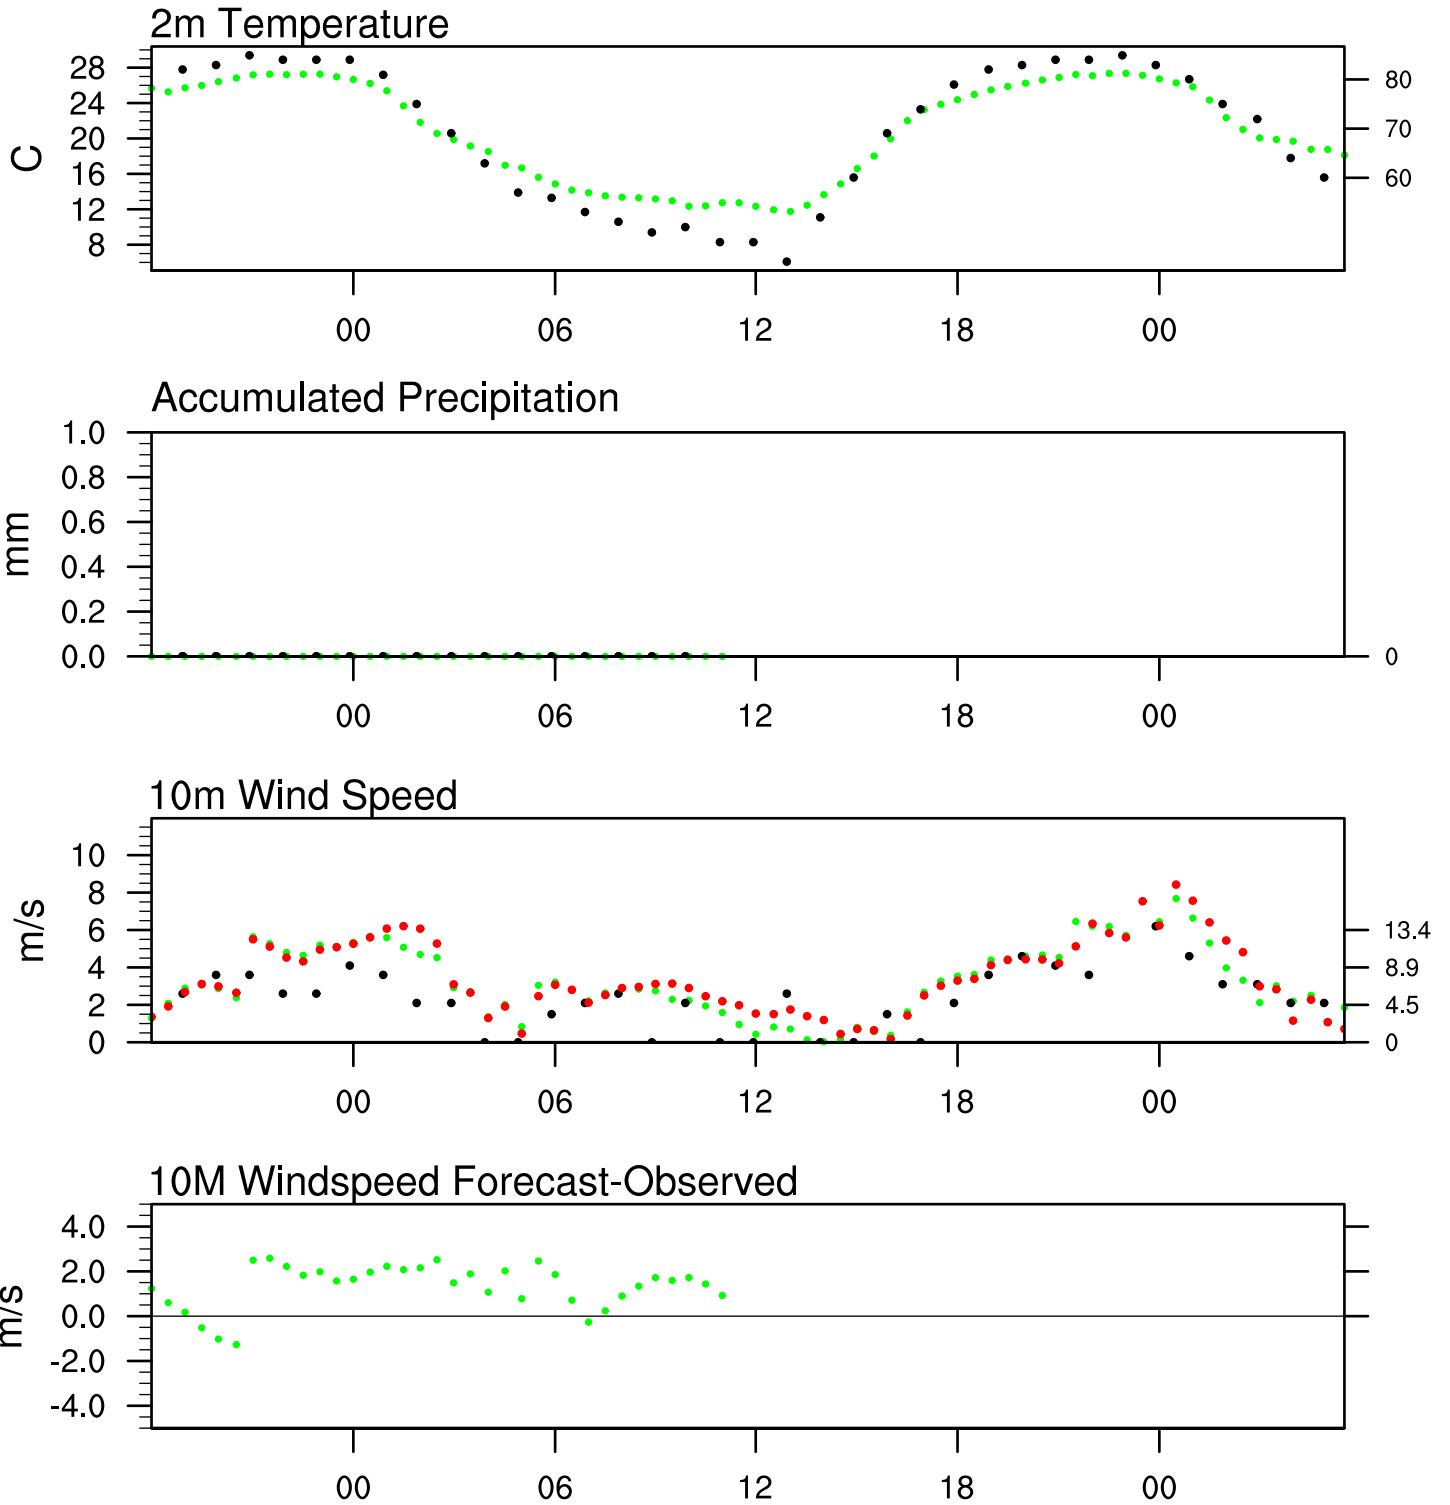 2m Temperature
28
24
20
16
12
8
C
80
70
60
00 06 12 18 00
Accumulated Precipitation
1.0
0.8
0.6
0.4
0.2
0.0
mm
0
00 06 12 18 00
10m Wind Speed
10
8
6
4
2
0
m/s
13.4
8.9
4.5
0
00 06 12 18 00
10M Windspeed Forecast-Observed
4.0
2.0
0.0
-2.0
-4.0
m/s
00 06 12 18 00